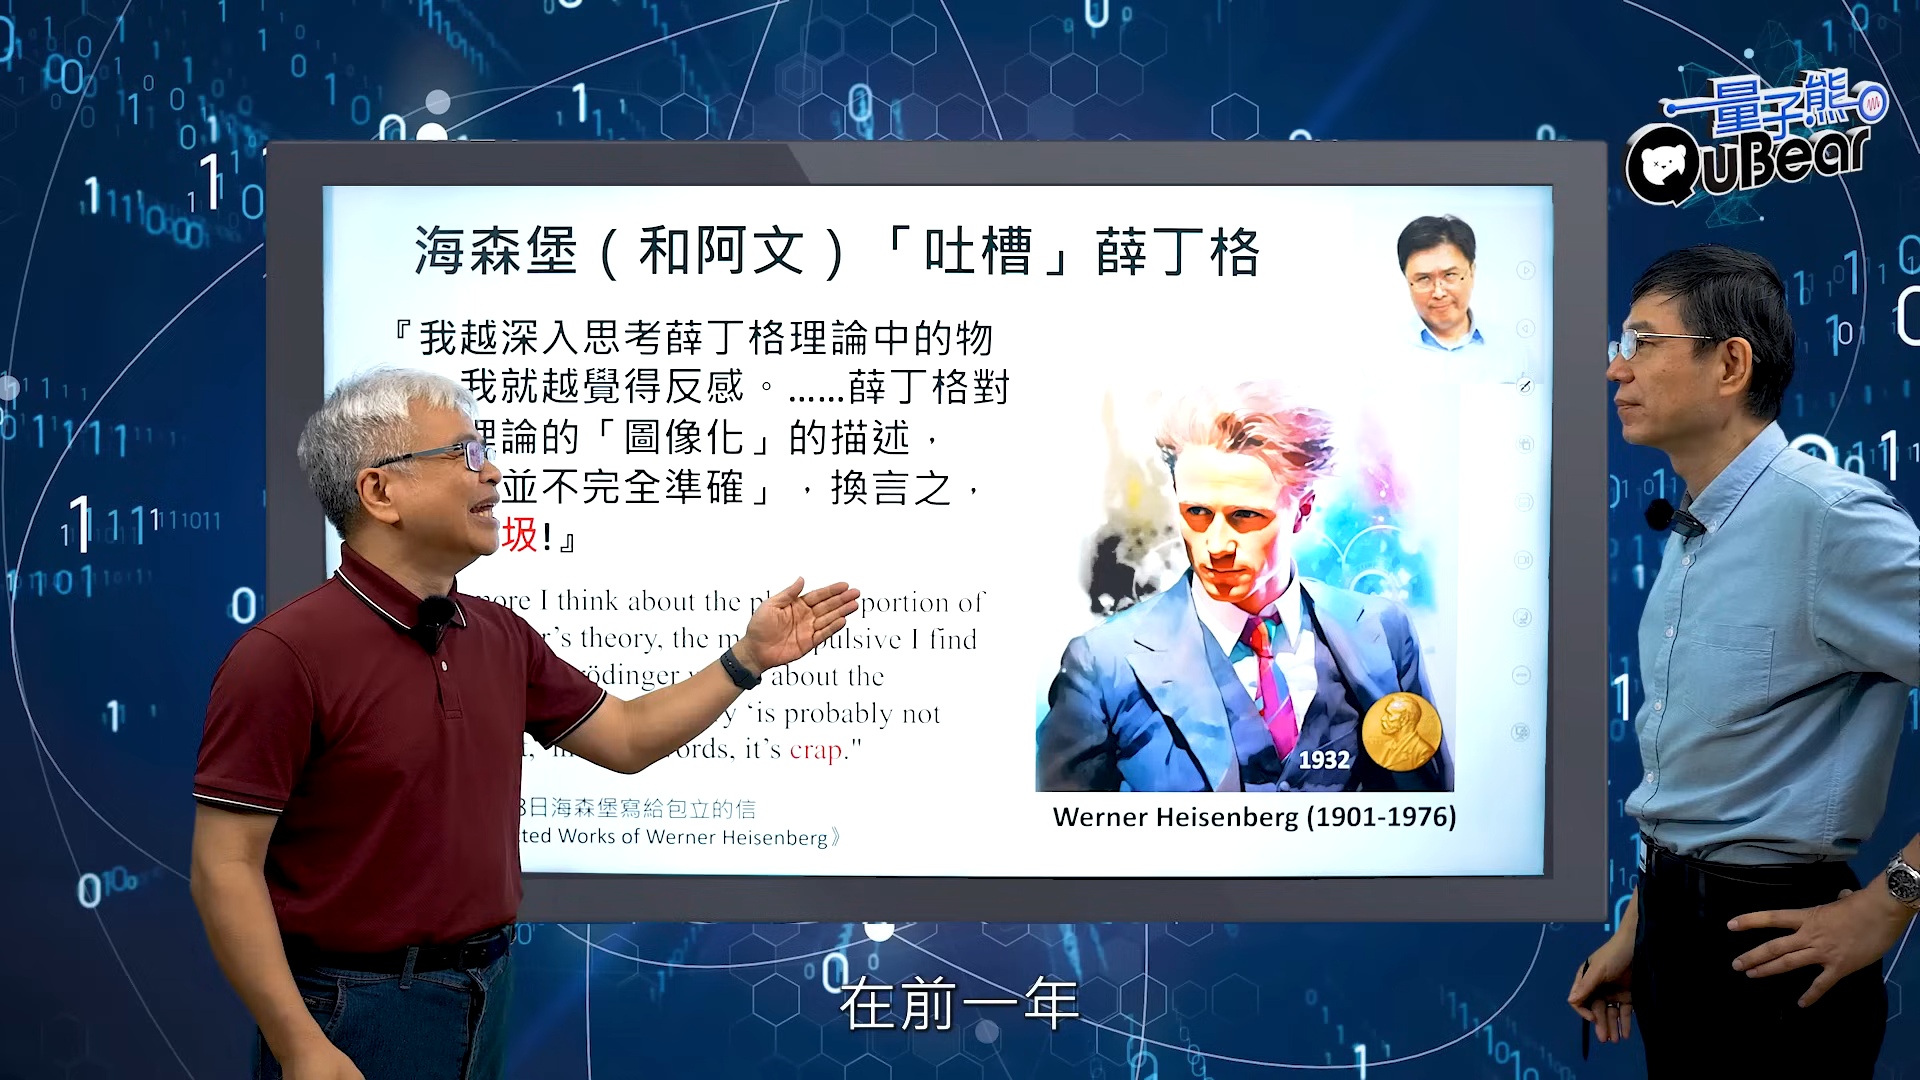 量子熊
QuBear
海森堡（和阿文）「吐槽」薛丁格
『我越深入思考薛丁格理論中的物
我就越覺得反感。……薛丁格對
理論的「圖像化」的描述，
並不完全準確」，換言之，
圾!』
more I think about the portion of
r's theory, the pulsive I find
ödinger about the
'is probably not
it's crap."
8日海森堡寫給包立的信
cted Works of Werner Heisenberg》
1932
Werner Heisenberg (1901-1976)
在前一年